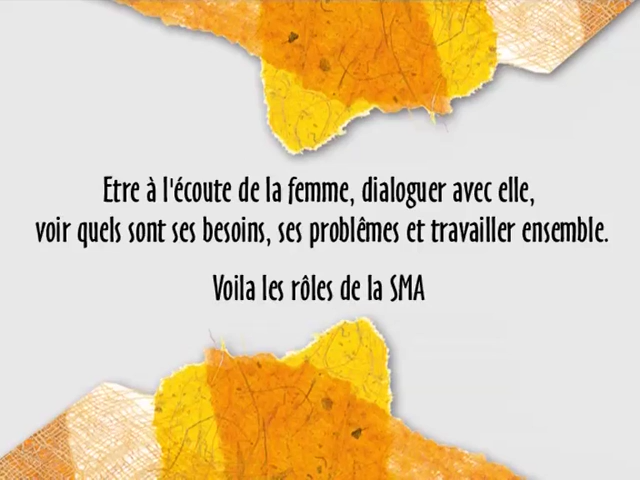 Etre à l'écoute de la femme, dialoguer avec elle,
voir quels sont ses besoins, ses problêmes et travailler ensemble.
Voila les rôles de la SMA